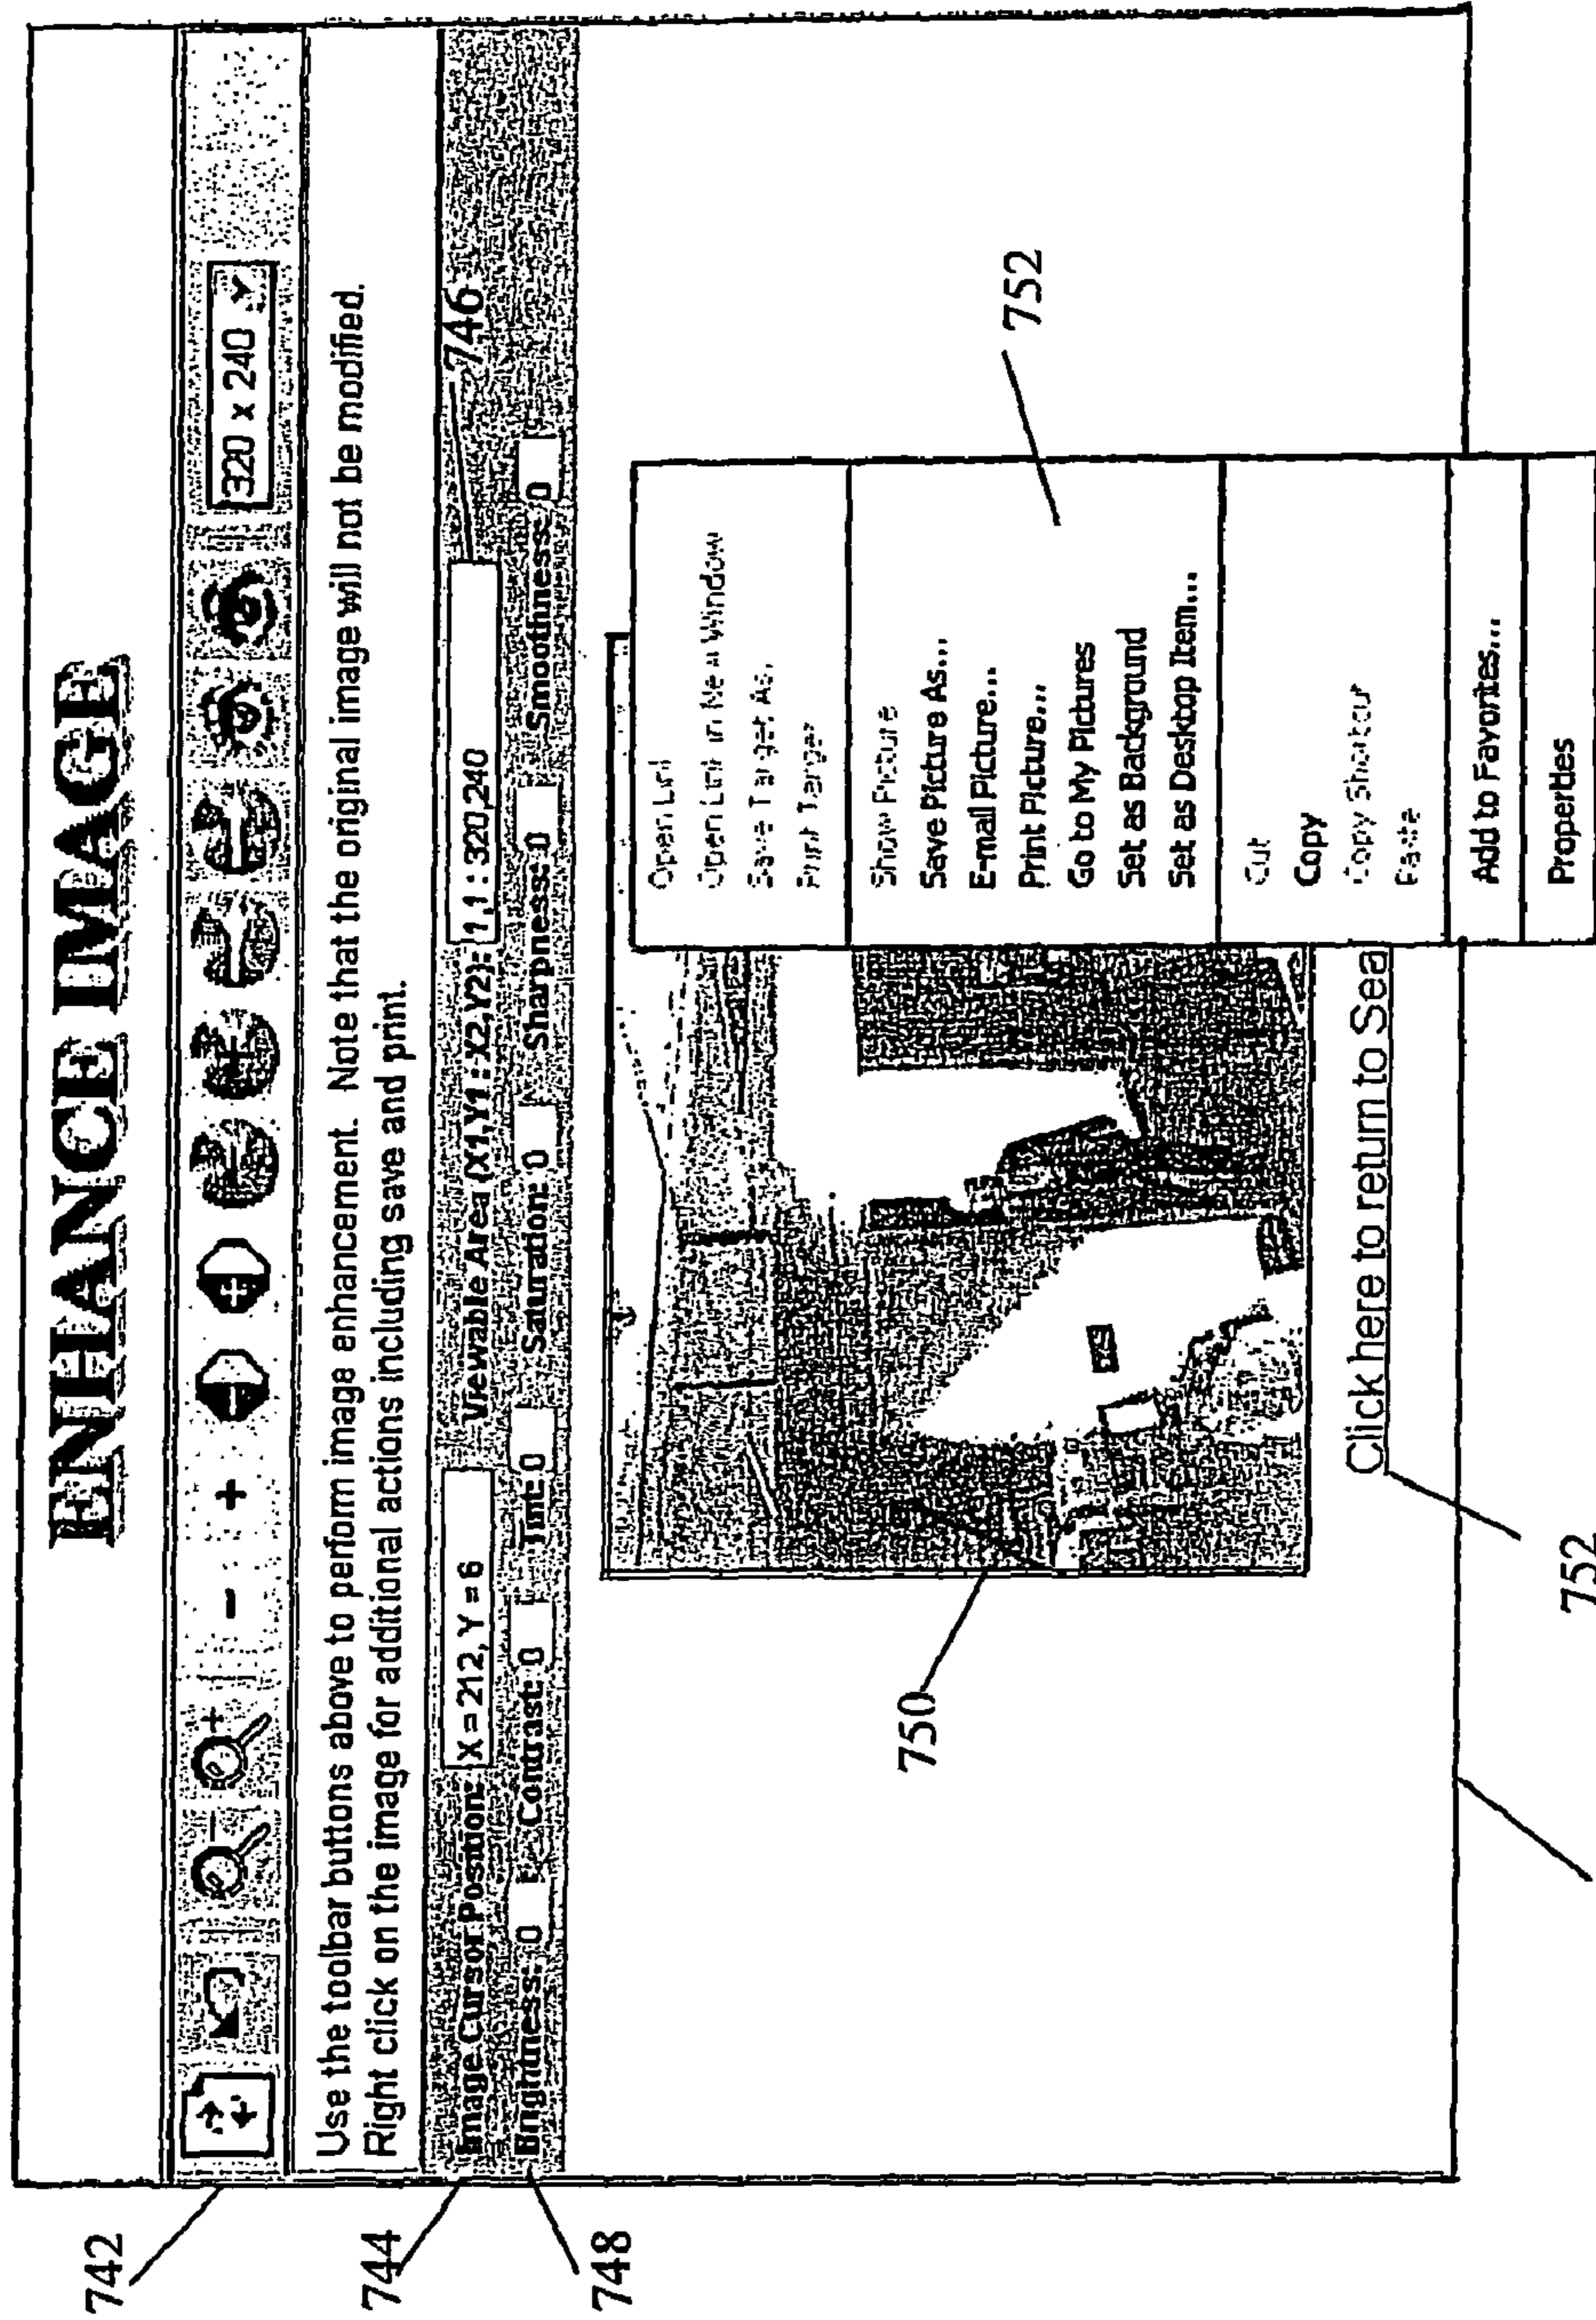 ENHANCE IMAGE
742
320 x 240
Use the toolbar buttons above to perform image enhancement. Note that the original image will not be modified.
Right click on the image for additional actions including save and print.
744
Image Cursor Position: X = 212, Y = 6 Viewable Area (X1,Y1 : X2,Y2): 1,1 : 320,240
746
748
Brightness: 0 Contrast: 0 Tint: 0 Saturation: 0 Sharpness: 0 Smoothness: 0
750
Open Link
Open Link in New Window
Save Target As...
Print Target
Show Picture
Save Picture As...
E-mail Picture...
Print Picture...
Go to My Pictures
Set as Background
Set as Desktop Item...
Cut
Copy
Copy Shortcut
Paste
Add to Favorites...
Properties
752
Click here to return to Sea
752